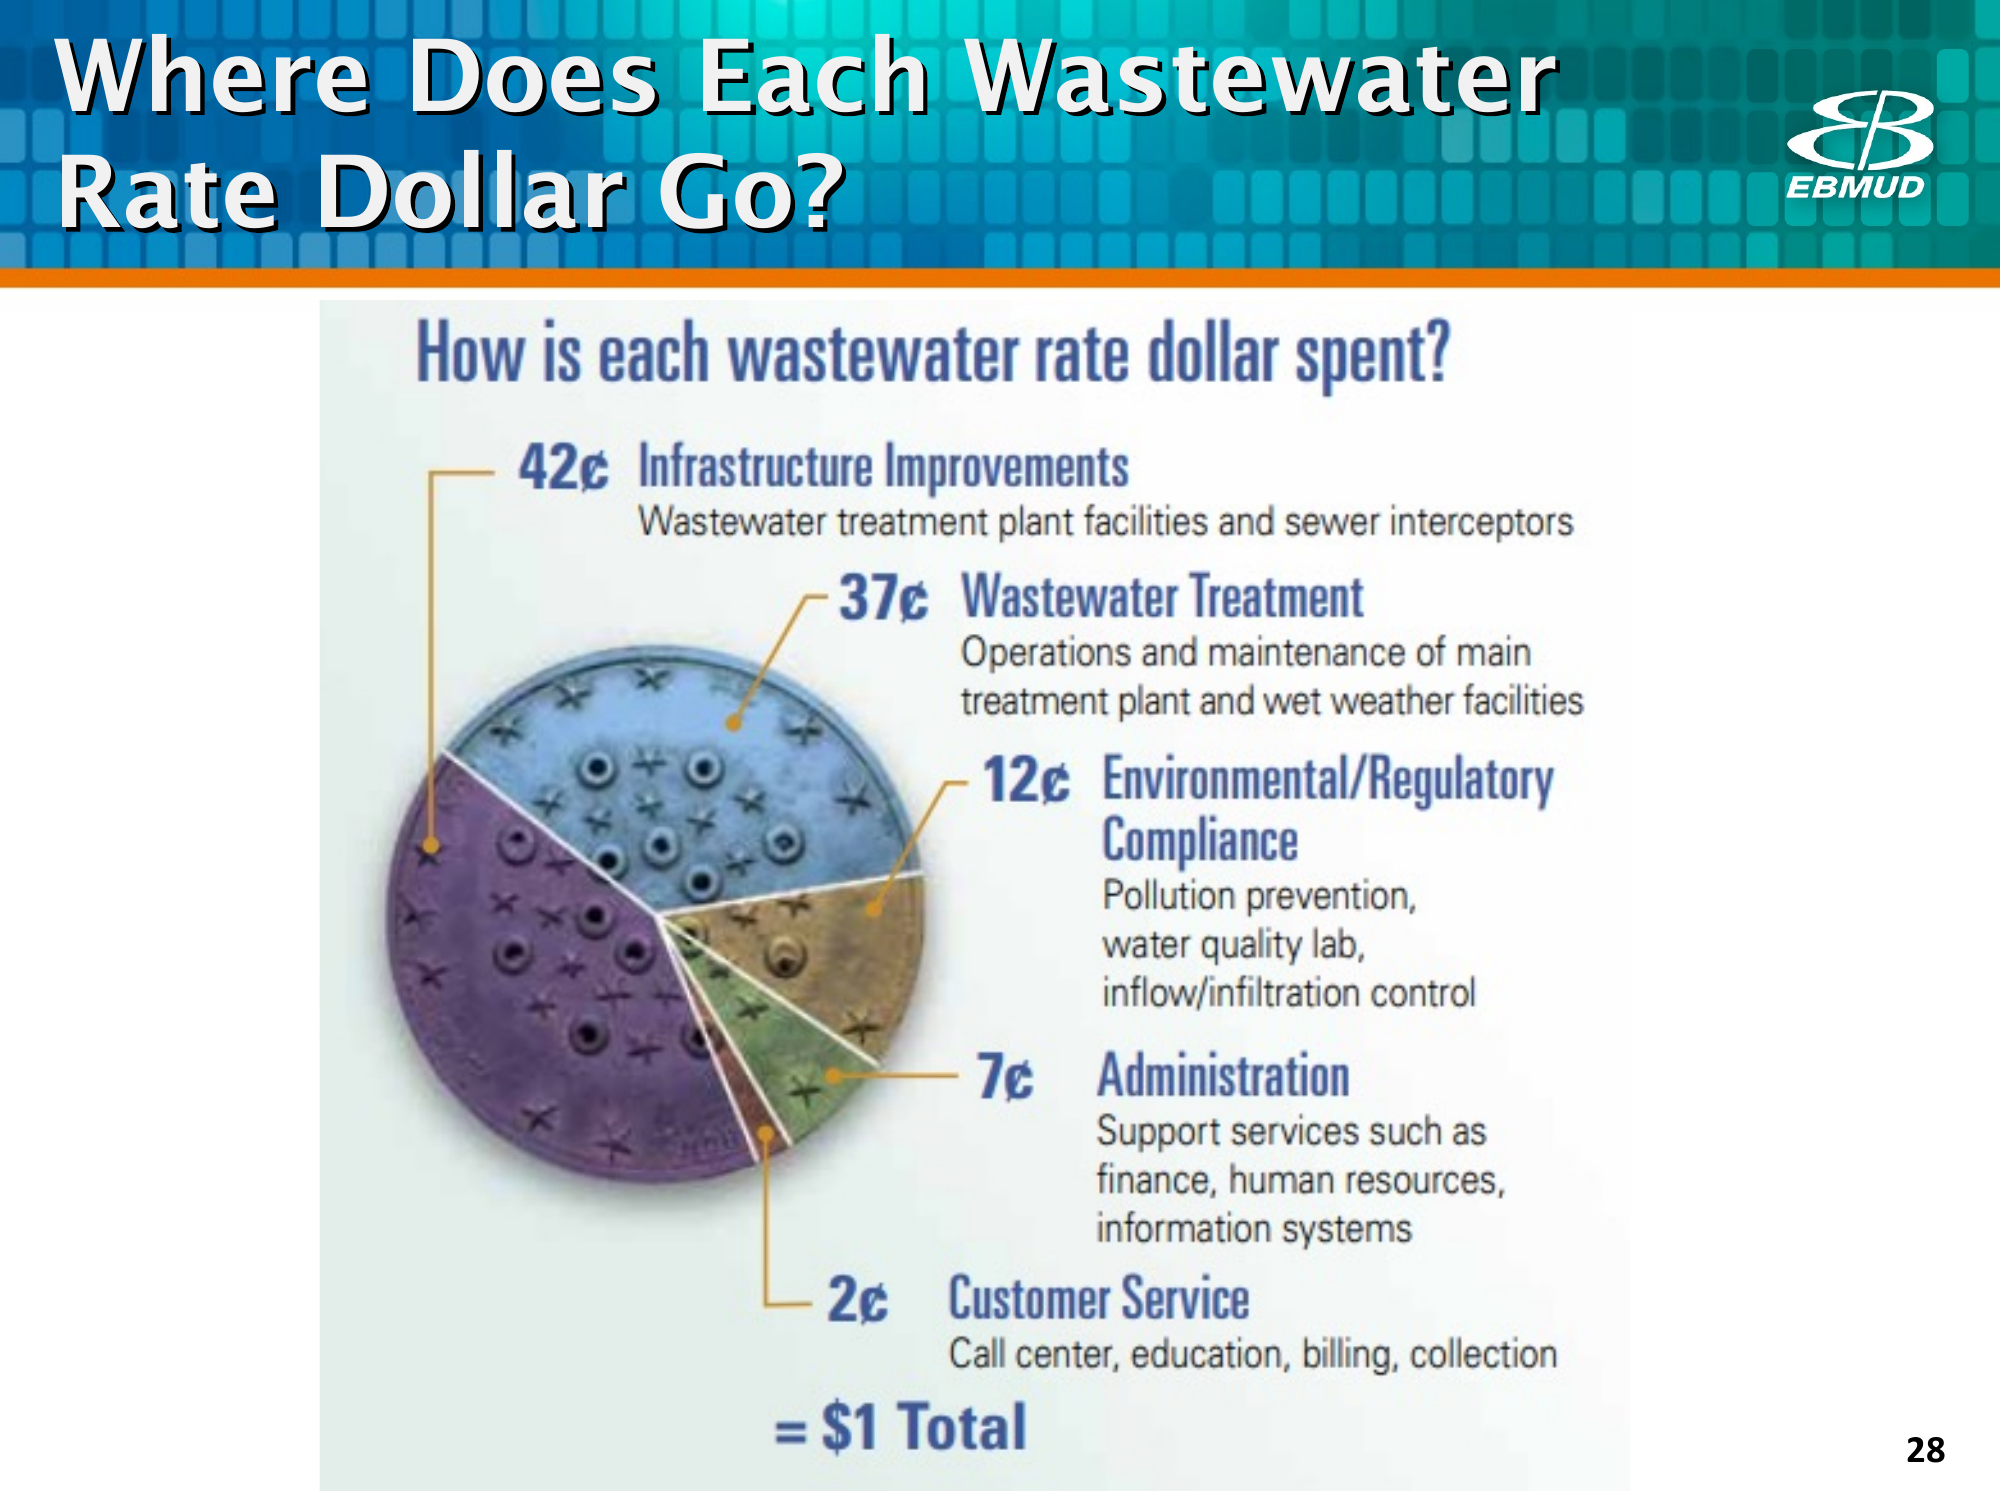 Where Does Each Wastewater
Rate Dollar Go?
EBMUD
How is each wastewater rate dollar spent?
42¢ Infrastructure Improvements
Wastewater treatment plant facilities and sewer interceptors
37¢ Wastewater Treatment
Operations and maintenance of main
treatment plant and wet weather facilities
12¢ Environmental/Regulatory
Compliance
Pollution prevention,
water quality lab,
inflow/infiltration control
7¢ Administration
Support services such as
finance, human resources,
information systems
2¢ Customer Service
Call center, education, billing, collection
= $1 Total
28